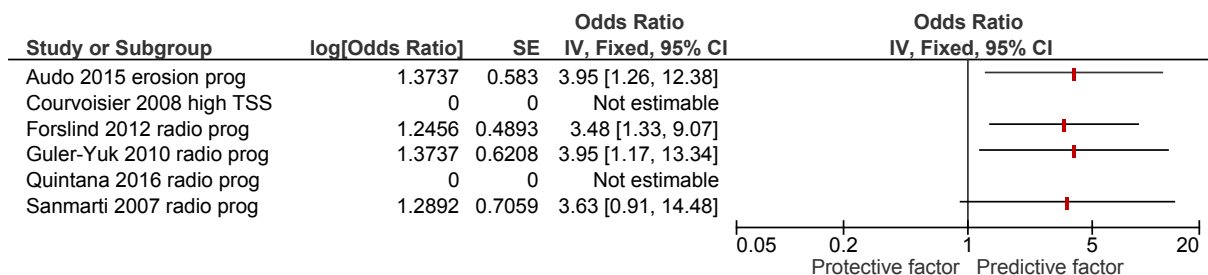 Odds Ratio Odds Ratio
Study or Subgroup log[Odds Ratio] SE IV, Fixed, 95% CI IV, Fixed, 95% CI
Audo 2015 erosion prog 1.3737 0.583 3.95 [1.26, 12.38]
Courvoisier 2008 high TSS 0 0 Not estimable
Forslind 2012 radio prog 1.2456 0.4893 3.48 [1.33, 9.07]
Guler-Yuk 2010 radio prog 1.3737 0.6208 3.95 [1.17, 13.34]
Quintana 2016 radio prog 0 0 Not estimable
Sanmarti 2007 radio prog 1.2892 0.7059 3.63 [0.91, 14.48]
0.05 0.2 1 5 20
Protective factor Predictive factor